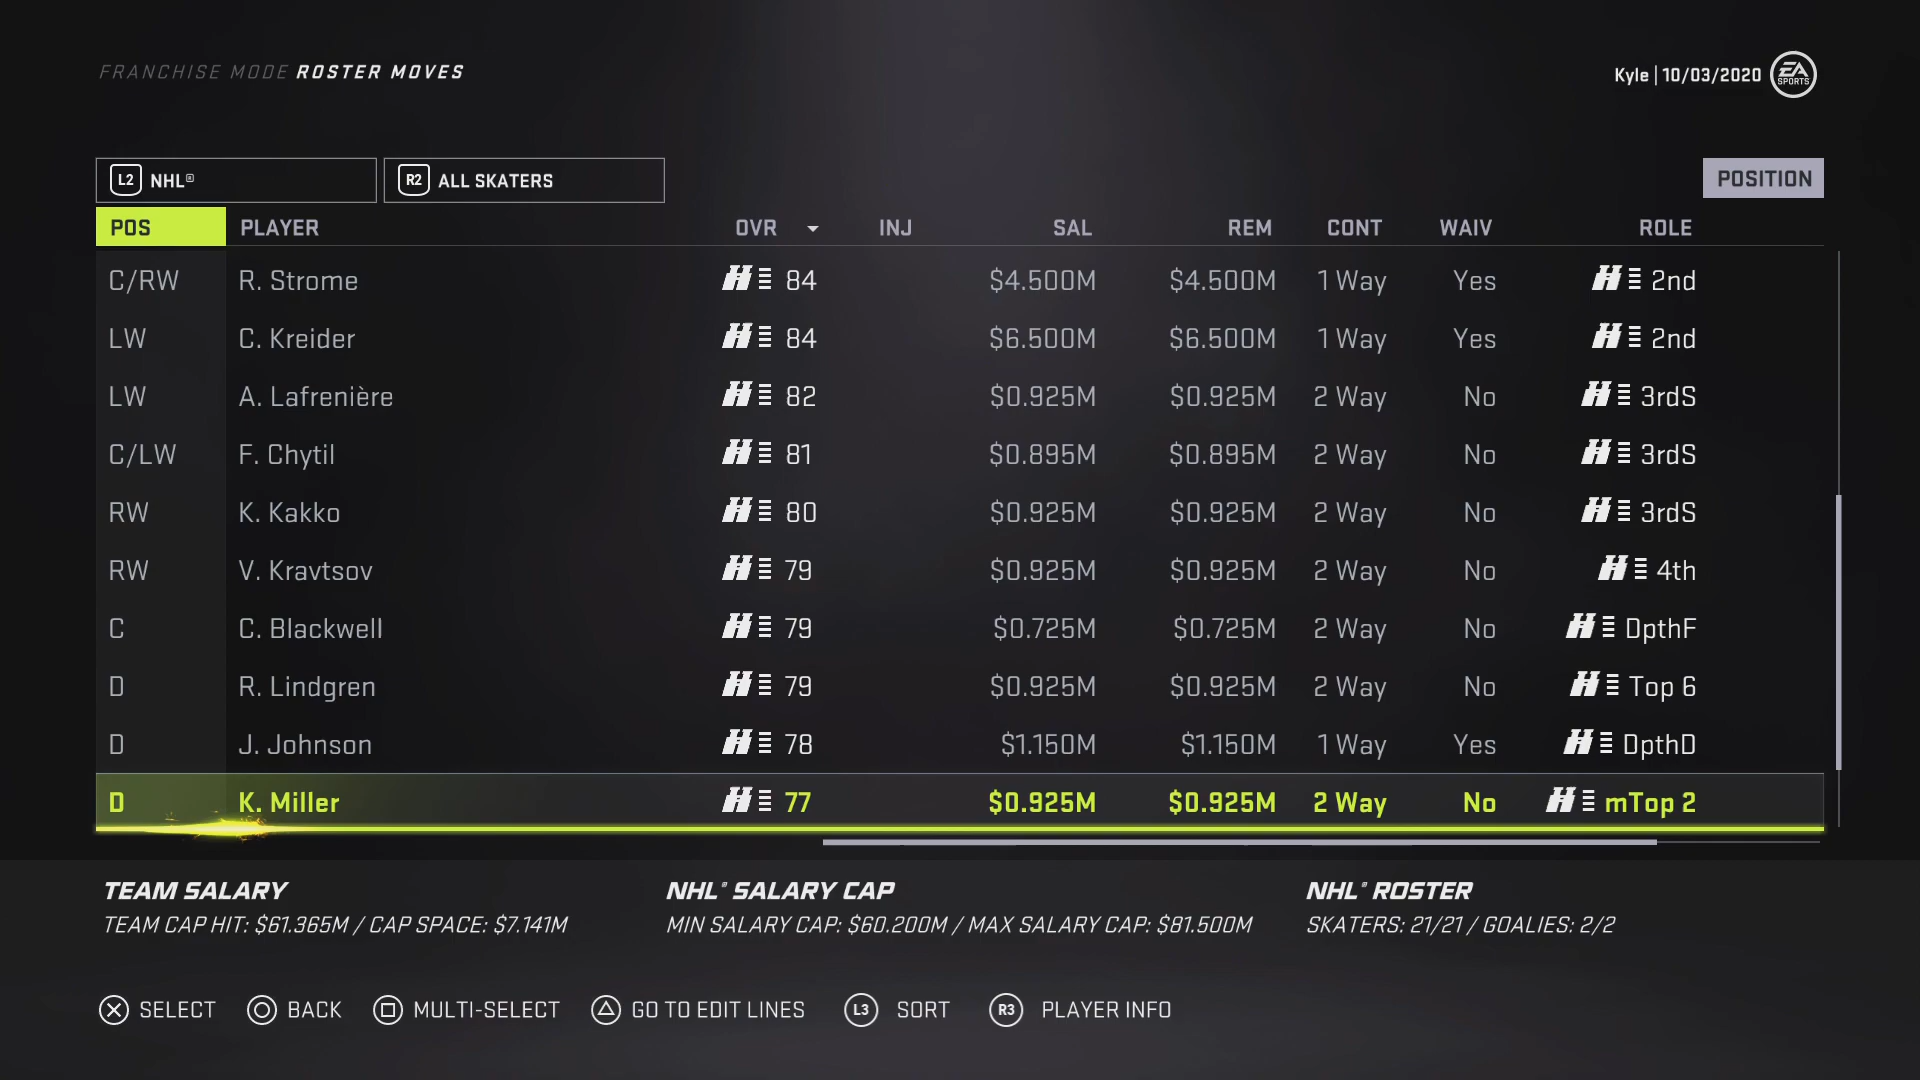 FRANCHISE MODE ROSTER MOVES
Kyle | 10/03/2020 EA SPORTS
L2 NHL® R2 ALL SKATERS POSITION
POS PLAYER OVR INJ SAL REM CONT WAIV ROLE
C/RW R. Strome 84 $4.500M $4.500M 1 Way Yes 2nd
LW C. Kreider 84 $6.500M $6.500M 1 Way Yes 2nd
LW A. Lafrenière 82 $0.925M $0.925M 2 Way No 3rdS
C/LW F. Chytil 81 $0.895M $0.895M 2 Way No 3rdS
RW K. Kakko 80 $0.925M $0.925M 2 Way No 3rdS
RW V. Kravtsov 79 $0.925M $0.925M 2 Way No 4th
C C. Blackwell 79 $0.725M $0.725M 2 Way No DpthF
D R. Lindgren 79 $0.925M $0.925M 2 Way No Top 6
D J. Johnson 78 $1.150M $1.150M 1 Way Yes DpthD
D K. Miller 77 $0.925M $0.925M 2 Way No mTop 2
TEAM SALARY NHL® SALARY CAP NHL® ROSTER
TEAM CAP HIT: $61.365M / CAP SPACE: $7.141M MIN SALARY CAP: $60.200M / MAX SALARY CAP: $81.500M SKATERS: 21/21 / GOALIES: 2/2
SELECT BACK MULTI-SELECT GO TO EDIT LINES L3 SORT R3 PLAYER INFO